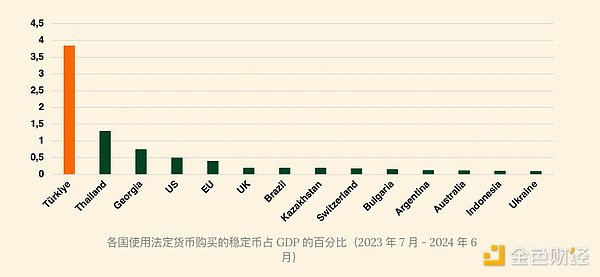 4,5
4
3,5
3
2,5
2
1,5
1
0,5
0
Türkiye
Thailand
Georgia
US
EU
UK
Brazil
Kazakhstan
Switzerland
Bulgaria
Argentina
Australia
Indonesia
Ukraine
各国使用法定货币购买的稳定币占 GDP 的百分比（2023 年 7 月 – 2024 年 6
月）
金色财经